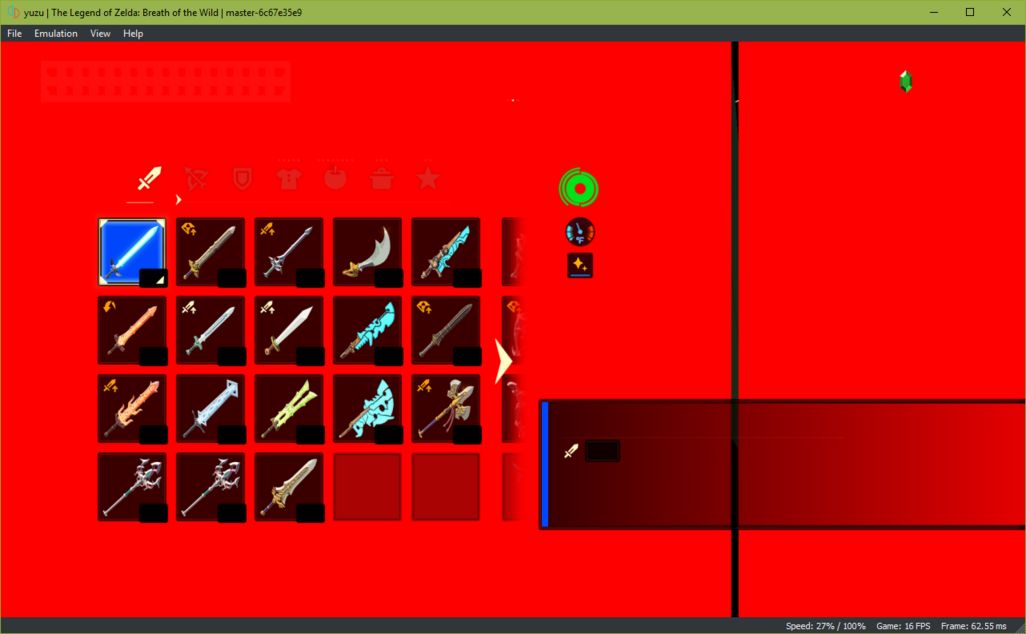 yuzu | The Legend of Zelda: Breath of the Wild | master-6c67e35e9
File Emulation View Help
°F
Speed: 27% / 100% Game: 16 FPS Frame: 62.55 ms